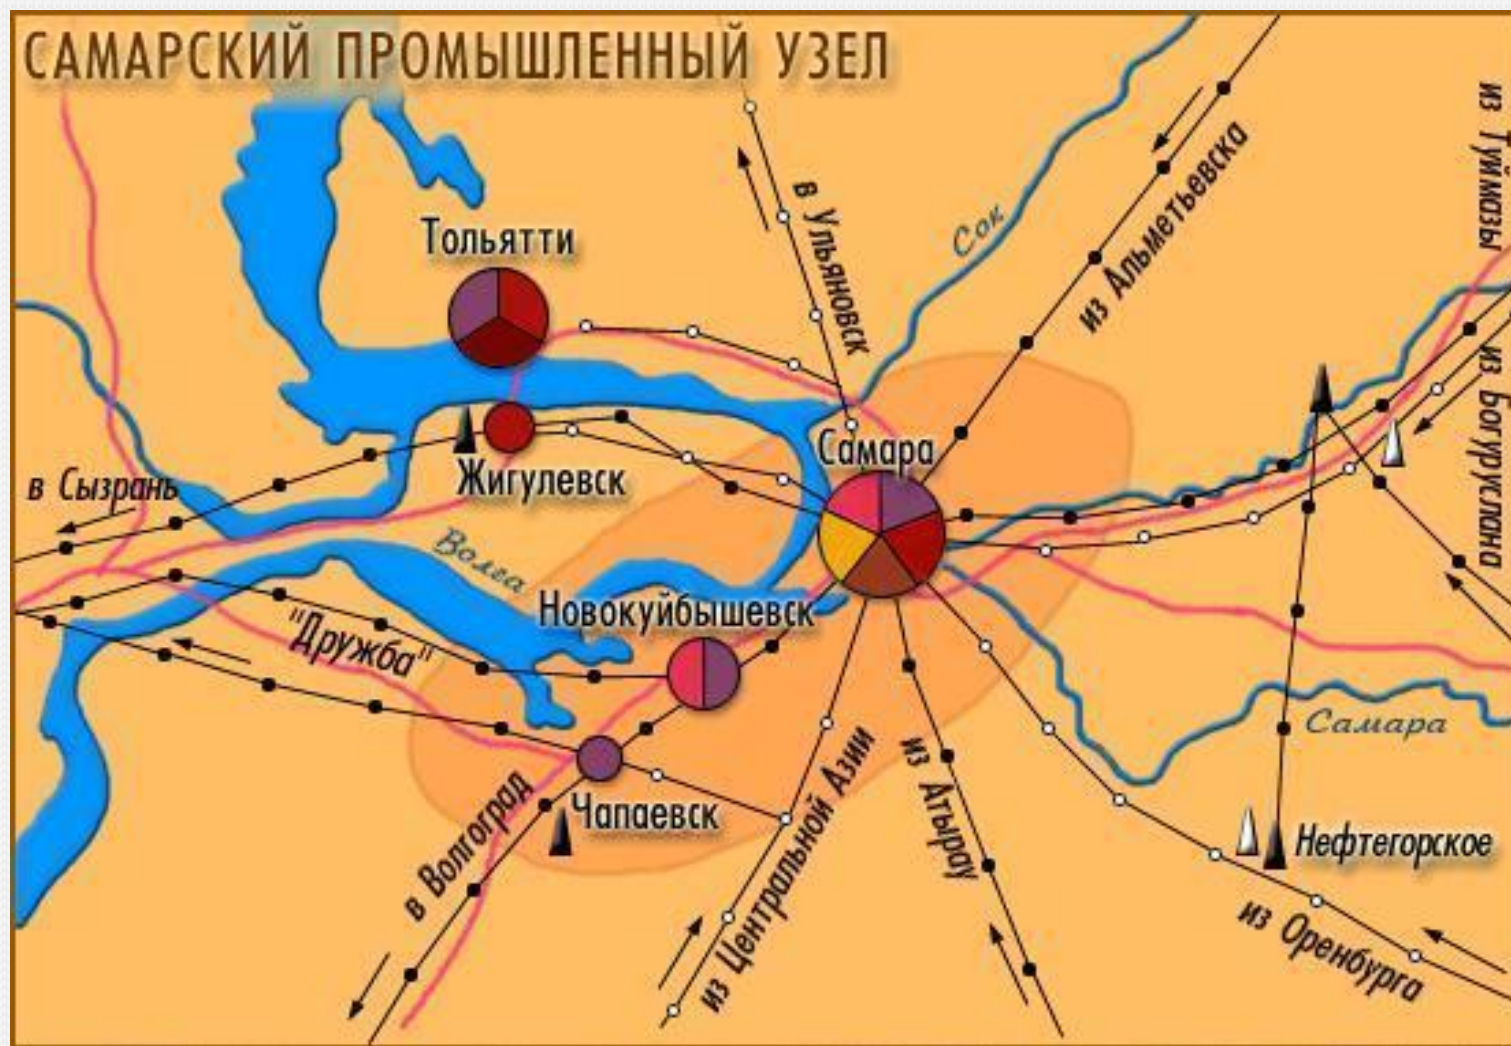 САМАРСКИЙ ПРОМЫШЛЕННЫЙ УЗЕЛ
из Туймазы
в Ульяновск
Сок
из Альметьевска
Тольятти
Самара
из Богуруслана
в Сызрань
Жигулевск
Волга
Новокуйбышевск
"Дружба"
Самара
Чапаевск
в Волгоград
из Центральной Азии
из Атырау
Нефтегорское
из Оренбурга